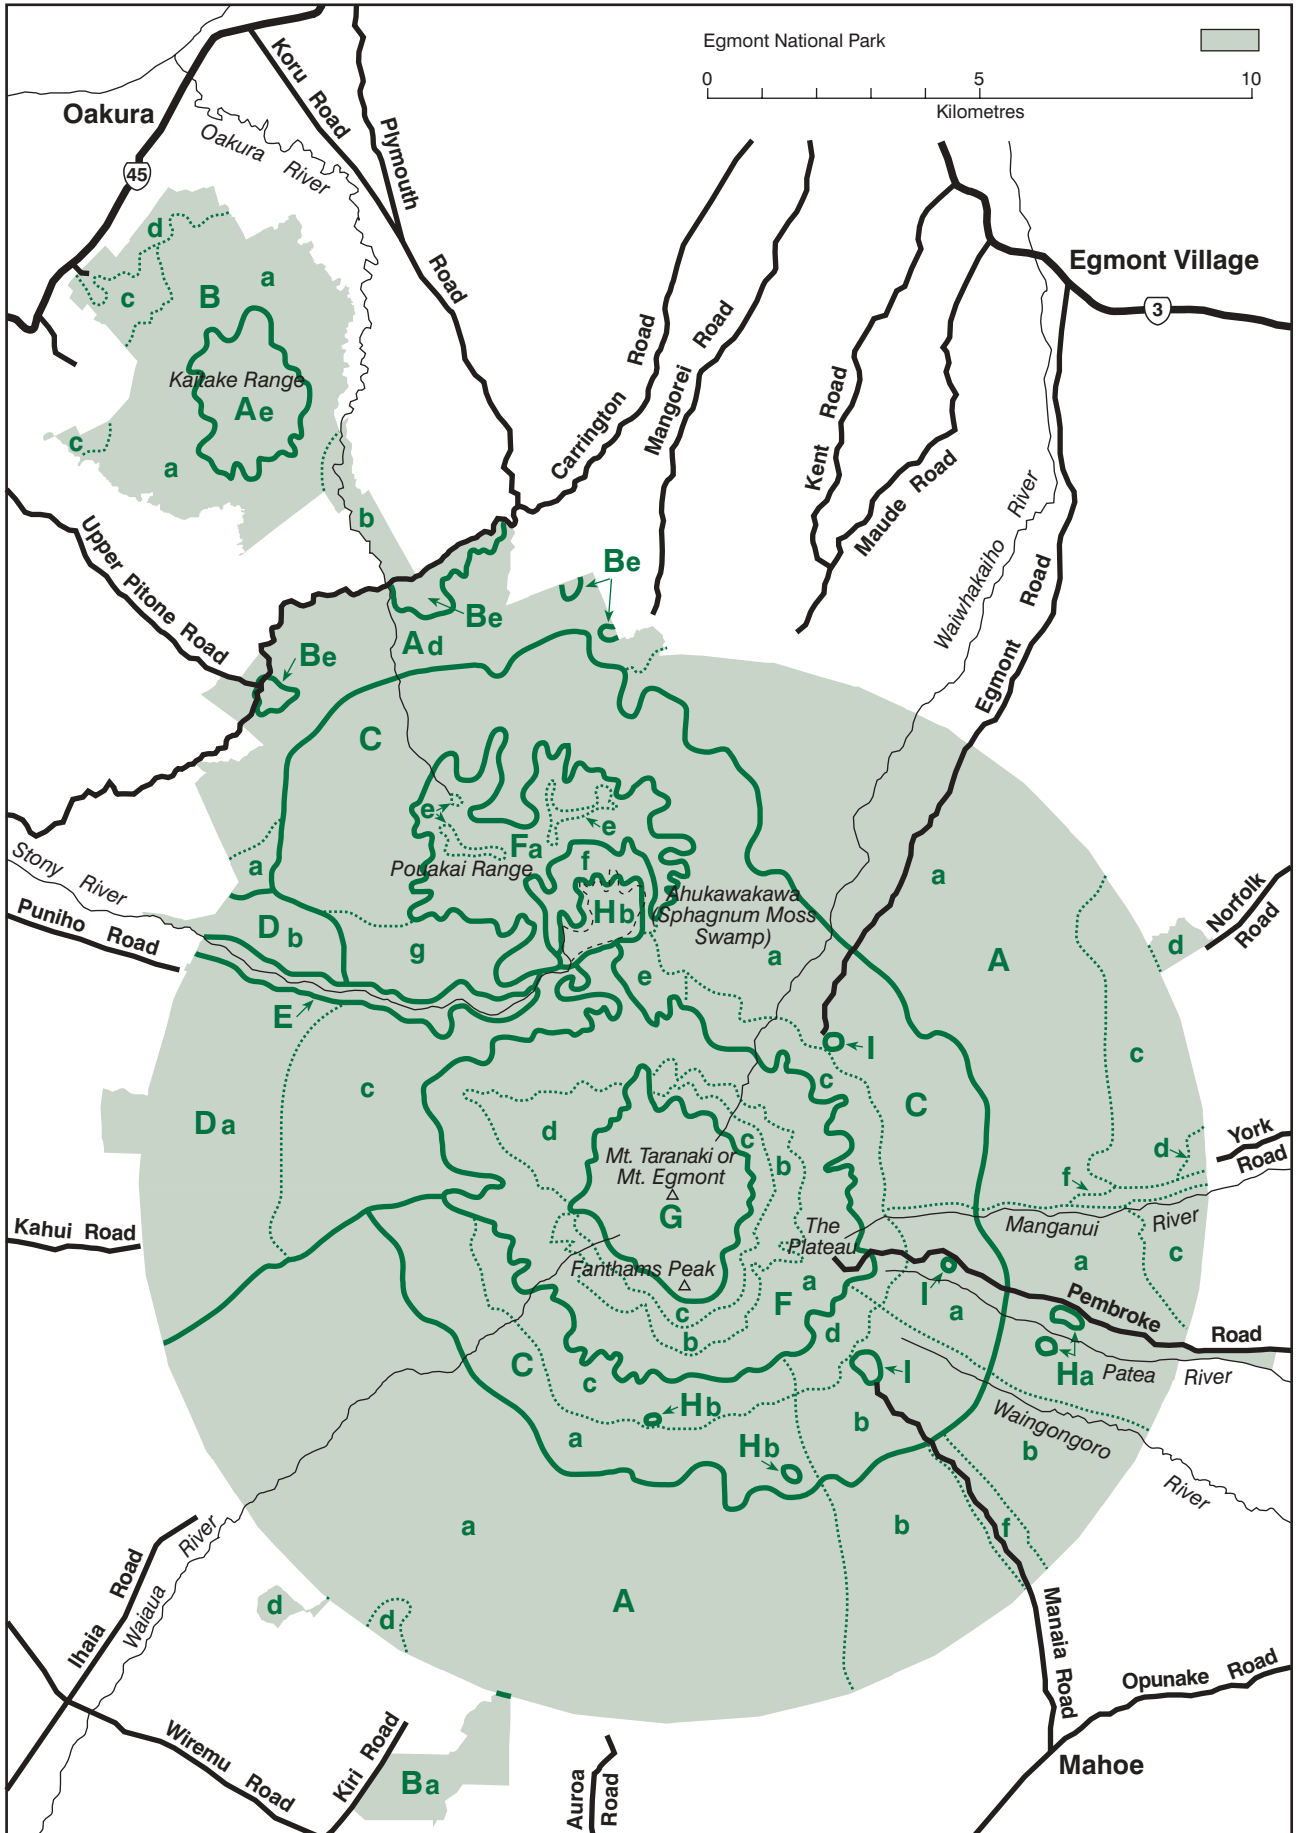 Egmont National Park
0
5
10
Kilometres
Koru Road
Plymouth
Road
Oakura
Oakura River
45
d
a
c
B
Kaitake Range
Ae
c
a
b
Egmont Village
3
Carrington Road
Mangorei Road
Kent Road
Maude Road
Waiwhakaiho River
Egmont Road
Upper Pitone Road
Be
Be
Be
Ad
C
e
e
Fa
f
Pouakai Range
Hb
Ahukawakawa
(Sphagnum Moss
Swamp)
a
a
A
Norfolk
Road
d
Stony River
Puniho Road
a
Db
g
e
E
I
c
c
C
c
Da
d
c
b
Mt. Taranaki or
Mt. Egmont
G
York
Road
d
f
Manganui River
The
Plateau
a
c
Kahui Road
Fanthams Peak
a
F
c
b
d
I
a
Pembroke Road
Ha
Patea River
C
c
Hb
I
b
Waingongoro
River
a
Hb
b
b
f
a
A
Ihaia Road
Waiaua River
d
d
Manaia Road
Opunake Road
Mahoe
Wiremu Road
Kiri Road
Ba
Auroa
Road